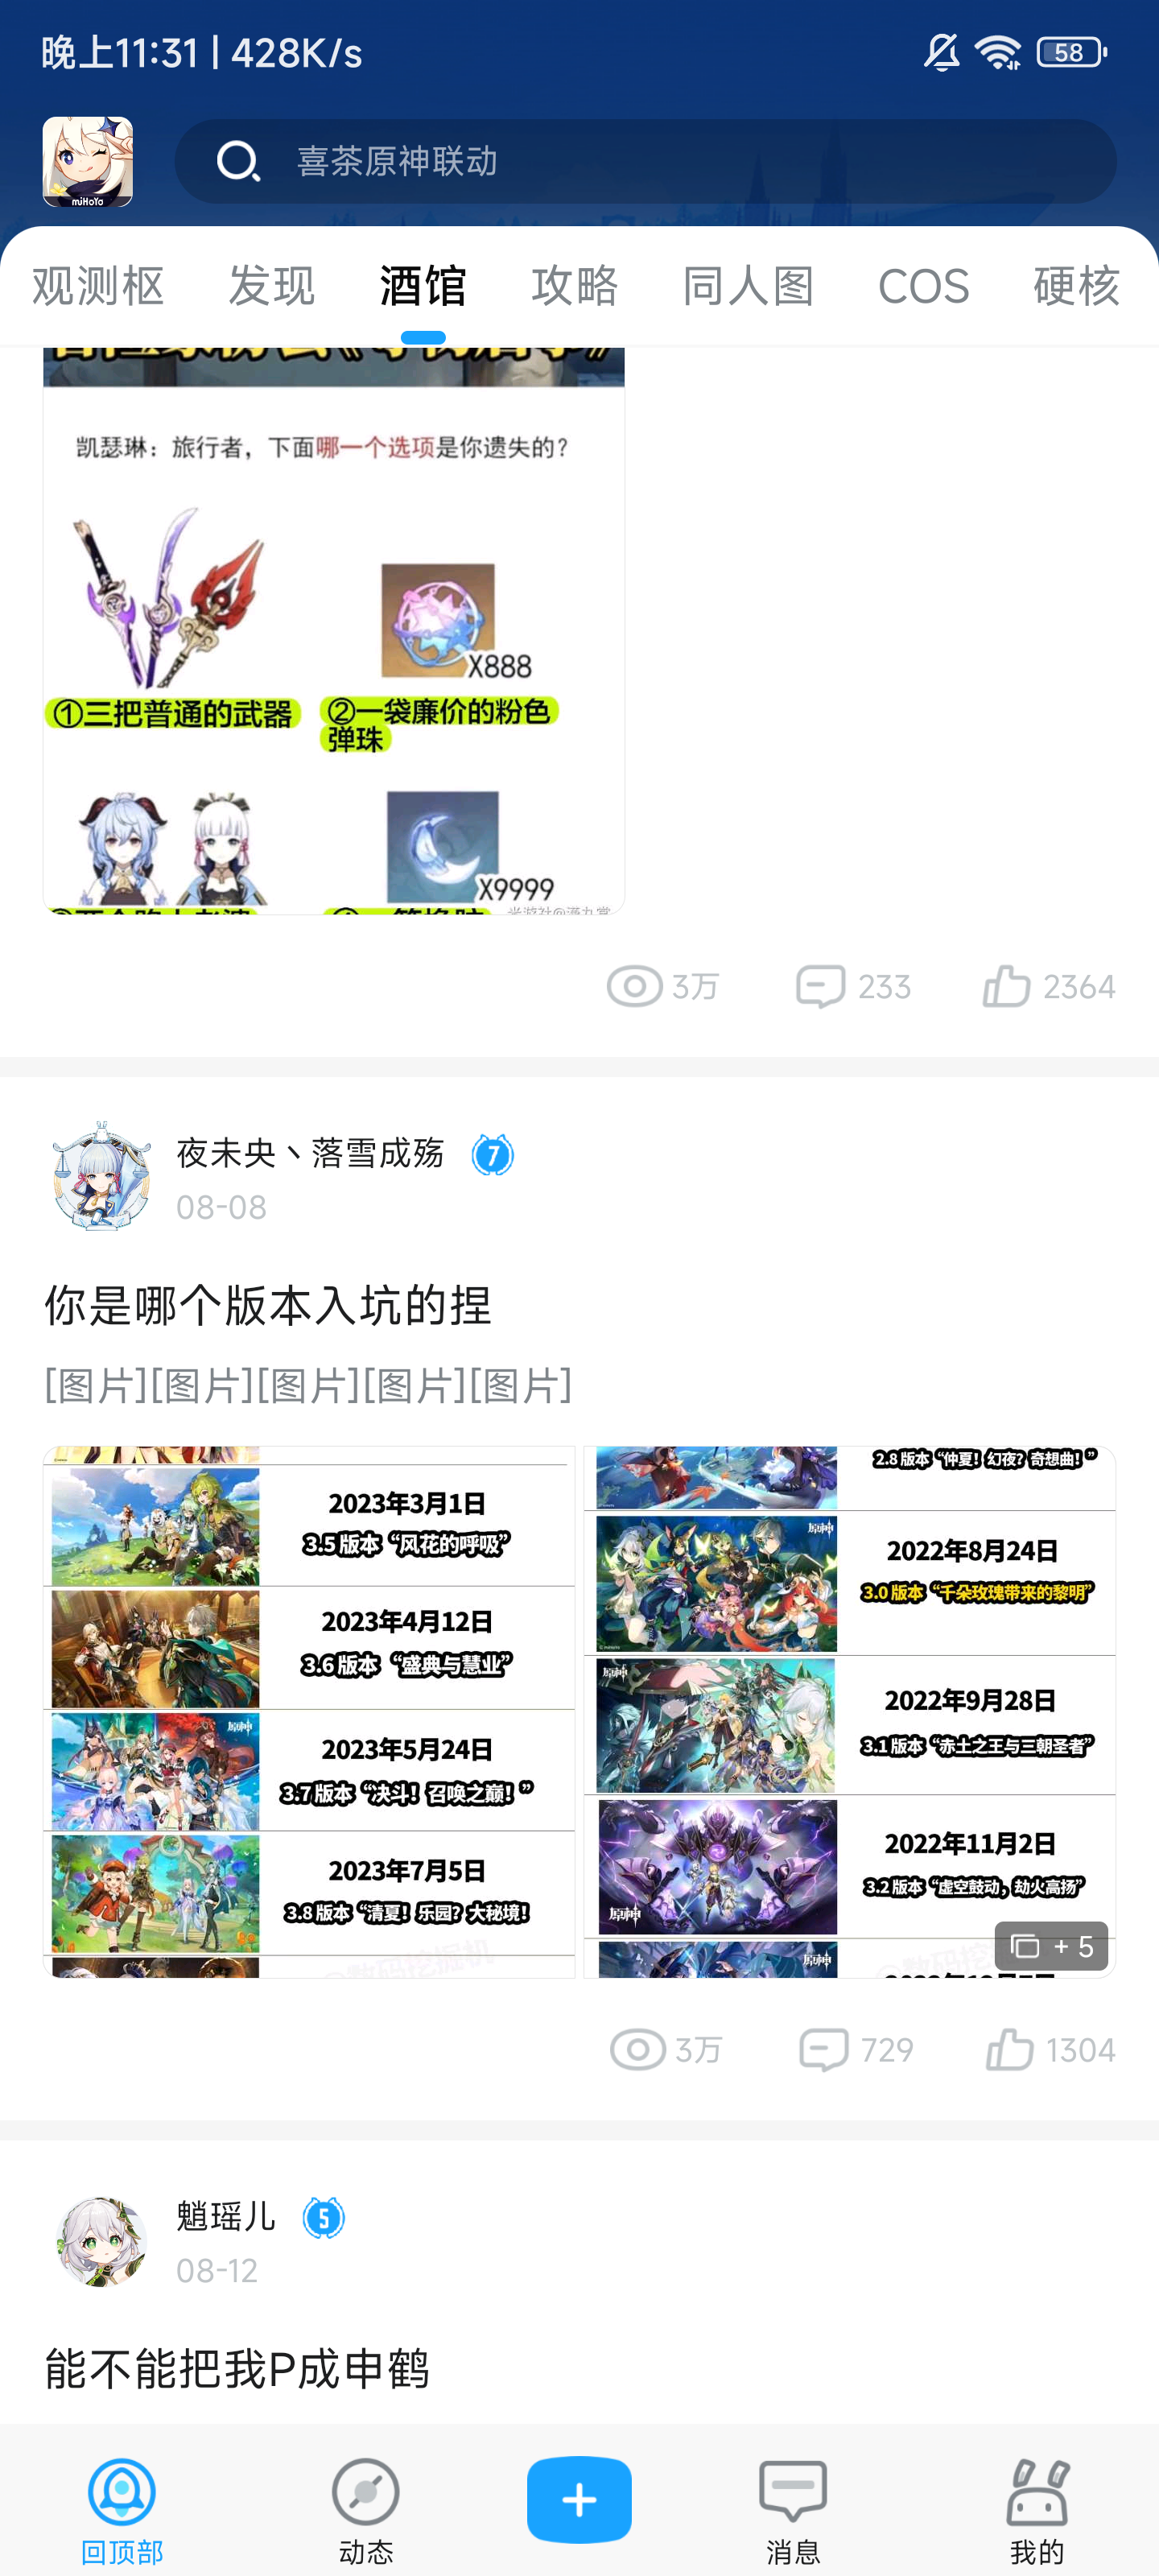 晚上11:31 | 428K/s
58
miHoYo
喜茶原神联动
观测枢 发现 酒馆 攻略 同人图 COS 硬核
凯瑟琳：旅行者，下面哪一个选项是你遗失的？
X888
①三把普通的武器
②一袋廉价的粉色
弹珠
X9999
3万 233 2364
夜未央丶落雪成殇 7
08-08
你是哪个版本入坑的捏
[图片][图片][图片][图片][图片]
2023年3月1日
3.5版本“风花的呼吸”
2023年4月12日
3.6版本“盛典与慧业”
原神
2023年5月24日
3.7版本“决斗！召唤之巅！”
2023年7月5日
3.8版本“清夏！乐园？大秘境！
2.8版本“仲夏！幻夜？奇想曲！”
原神
2022年8月24日
3.0版本“千朵玫瑰带来的黎明”
原神
2022年9月28日
3.1版本“赤土之王与三朝圣者”
2022年11月2日
3.2版本“虚空鼓动，劫火高扬”
原神
原神
+ 5
3万 729 1304
魈瑶儿 5
08-12
能不能把我P成申鹤
回顶部 动态 消息 我的